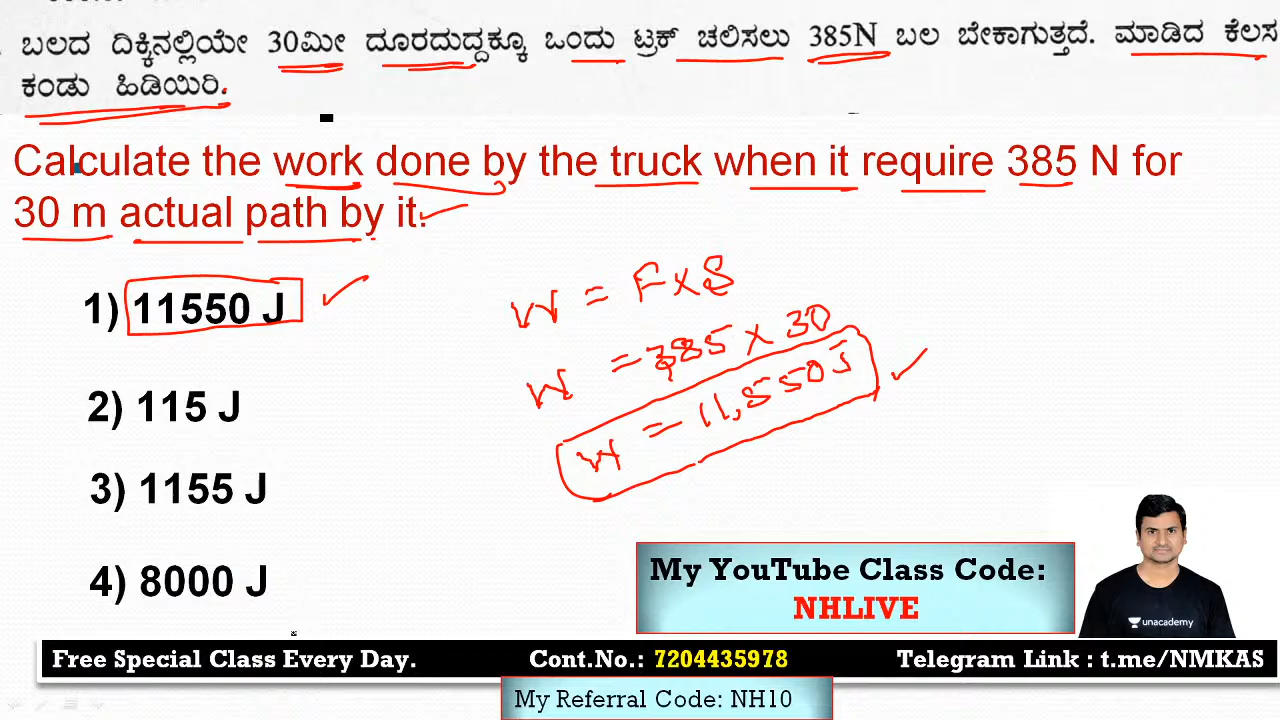 ಬಲದ ದಿಕ್ಕಿನಲ್ಲಿಯೇ 30ಮೀ ದೂರದುದ್ದಕ್ಕೂ ಒಂದು ಟ್ರಕ್ ಚಲಿಸಲು 385N ಬಲ ಬೇಕಾಗುತ್ತದೆ. ಮಾಡಿದ ಕೆಲಸ
ಕಂಡು ಹಿಡಿಯಿರಿ.
Calculate the work done by the truck when it require 385 N for
30 m actual path by it.
1) 11550 J
2) 115 J
3) 1155 J
4) 8000 J
W = F x S
W = 385 x 30
W = 11,550 J
unacademy
My YouTube Class Code:
NHLIVE
Free Special Class Every Day. Cont.No.: 7204435978 Telegram Link : t.me/NMKAS
My Referral Code: NH10